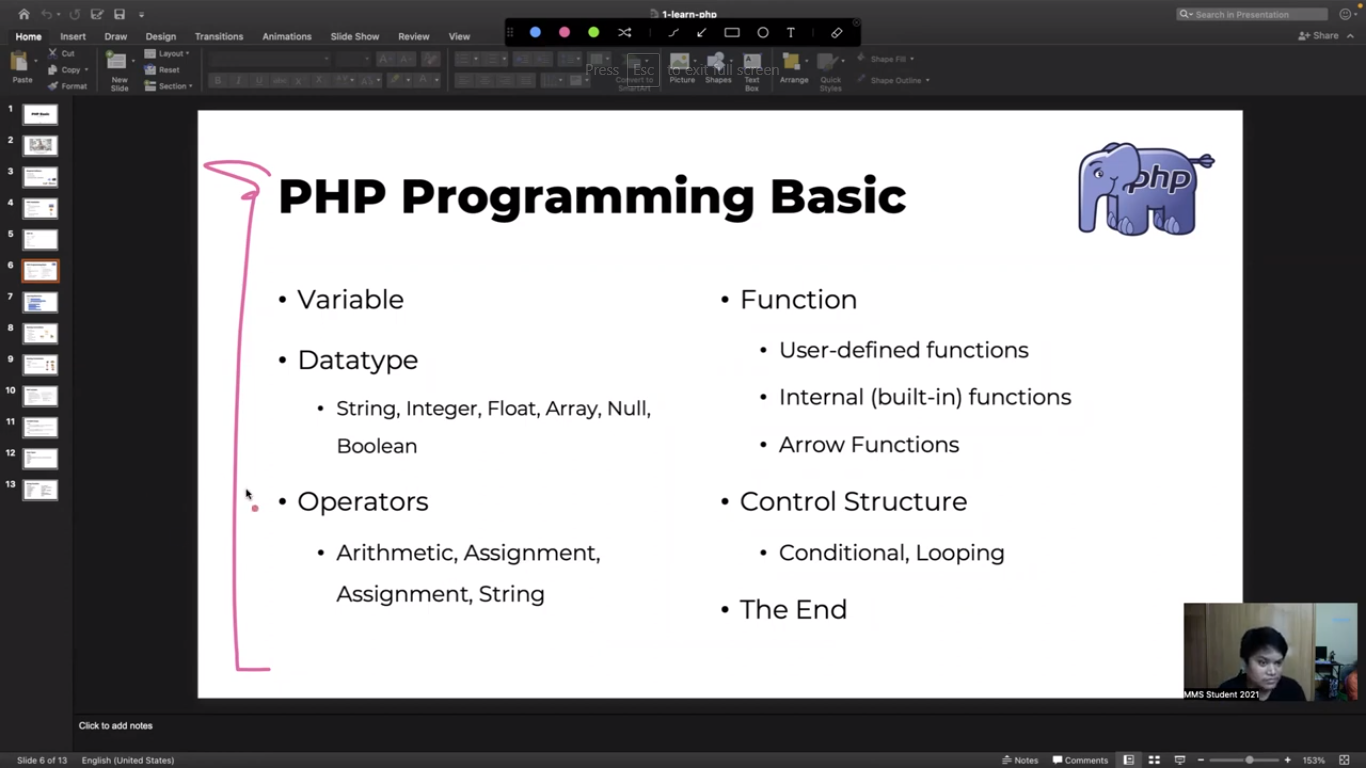 1-learn-php
Search in Presentation
Home Insert Draw Design Transitions Animations Slide Show Review View
Share
Paste
Cut
Copy
Format
New Slide
Layout
Reset
Section
Press Esc to exit full screen
Convert to SmartArt
Picture
Shapes
Text Box
Arrange
Quick Styles
Shape Fill
Shape Outline
1
2
3
4
5
6
7
8
9
10
11
12
13
PHP Programming Basic
php
• Variable
• Datatype
• String, Integer, Float, Array, Null,
Boolean
• Operators
• Arithmetic, Assignment,
Assignment, String
• Function
• User-defined functions
• Internal (built-in) functions
• Arrow Functions
• Control Structure
• Conditional, Looping
• The End
MMS Student 2021
Click to add notes
Slide 6 of 13 English (United States)
Notes Comments 153%